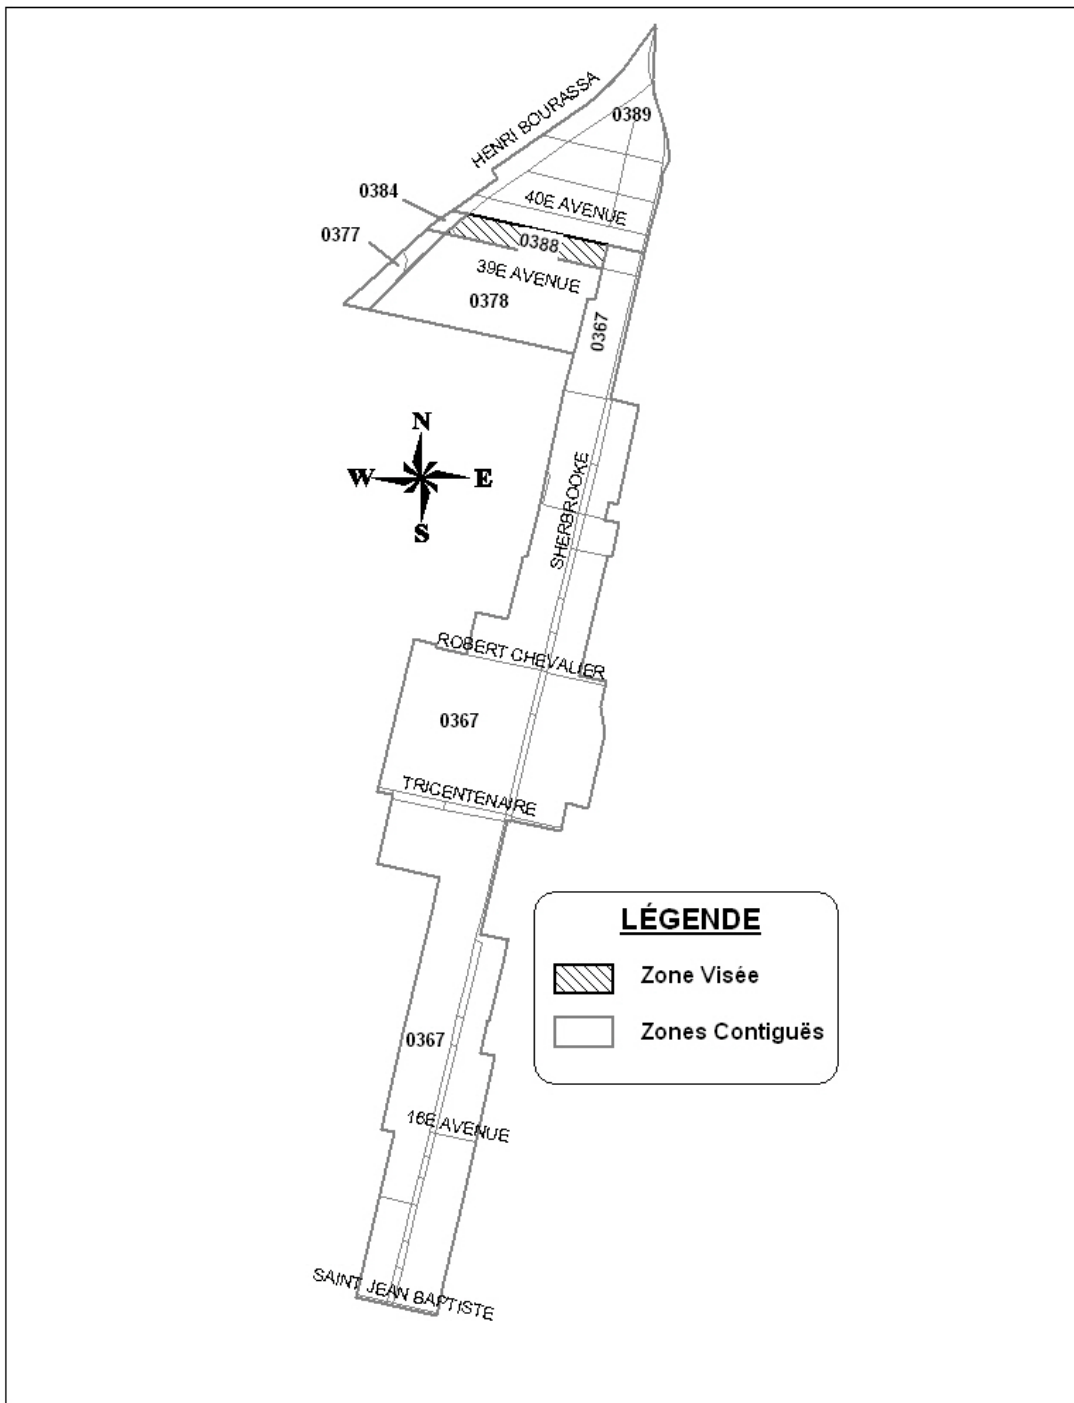 HENRI BOURASSA
0389
0384
40E AVENUE
0377
0388
39E AVENUE
0378
0367
N
W E
S
SHERBROOKE
ROBERT CHEVALIER
0367
TRICENTENAIRE
LÉGENDE
Zone Visée
Zones Contiguës
0367
16E AVENUE
SAINT JEAN BAPTISTE